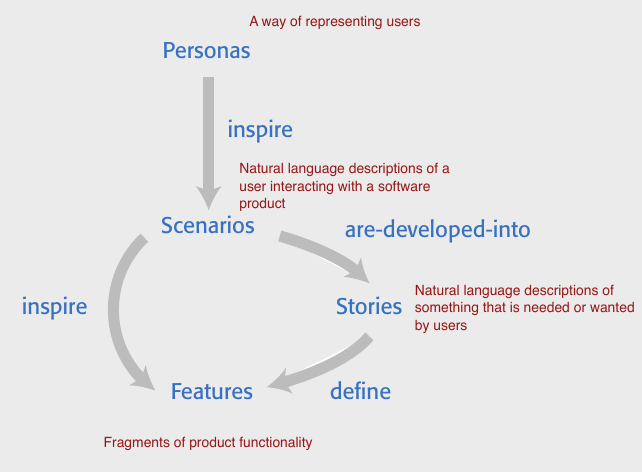 A way of representing users
Personas
inspire
Natural language descriptions of a
user interacting with a software
product
Scenarios
are-developed-into
inspire
Stories
Natural language descriptions of
something that is needed or wanted
by users
Features
define
Fragments of product functionality